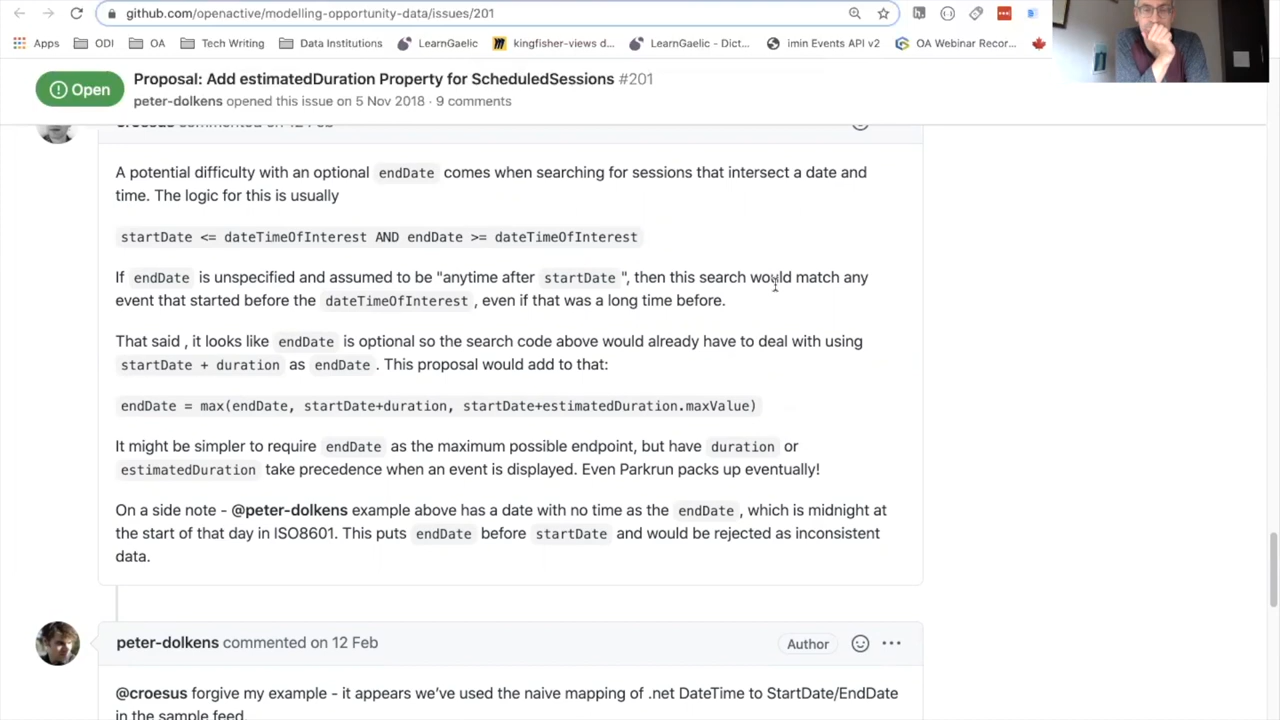 github.com/openactive/modelling-opportunity-data/issues/201
Apps ODI OA Tech Writing Data Institutions LearnGaelic kingfisher-views d... LearnGaelic - Dict... imin Events API v2 OA Webinar Recor...
Open
Proposal: Add estimatedDuration Property for ScheduledSessions #201
peter-dolkens opened this issue on 5 Nov 2018 · 9 comments
croesus commented on 12 Feb
A potential difficulty with an optional endDate comes when searching for sessions that intersect a date and
time. The logic for this is usually
startDate <= dateTimeOfInterest AND endDate >= dateTimeOfInterest
If endDate is unspecified and assumed to be "anytime after startDate ", then this search would match any
event that started before the dateTimeOfInterest , even if that was a long time before.
That said , it looks like endDate is optional so the search code above would already have to deal with using
startDate + duration as endDate . This proposal would add to that:
endDate = max(endDate, startDate+duration, startDate+estimatedDuration.maxValue)
It might be simpler to require endDate as the maximum possible endpoint, but have duration or
estimatedDuration take precedence when an event is displayed. Even Parkrun packs up eventually!
On a side note - @peter-dolkens example above has a date with no time as the endDate , which is midnight at
the start of that day in ISO8601. This puts endDate before startDate and would be rejected as inconsistent
data.
peter-dolkens commented on 12 Feb
Author
@croesus forgive my example - it appears we've used the naive mapping of .net DateTime to StartDate/EndDate
in the sample feed.